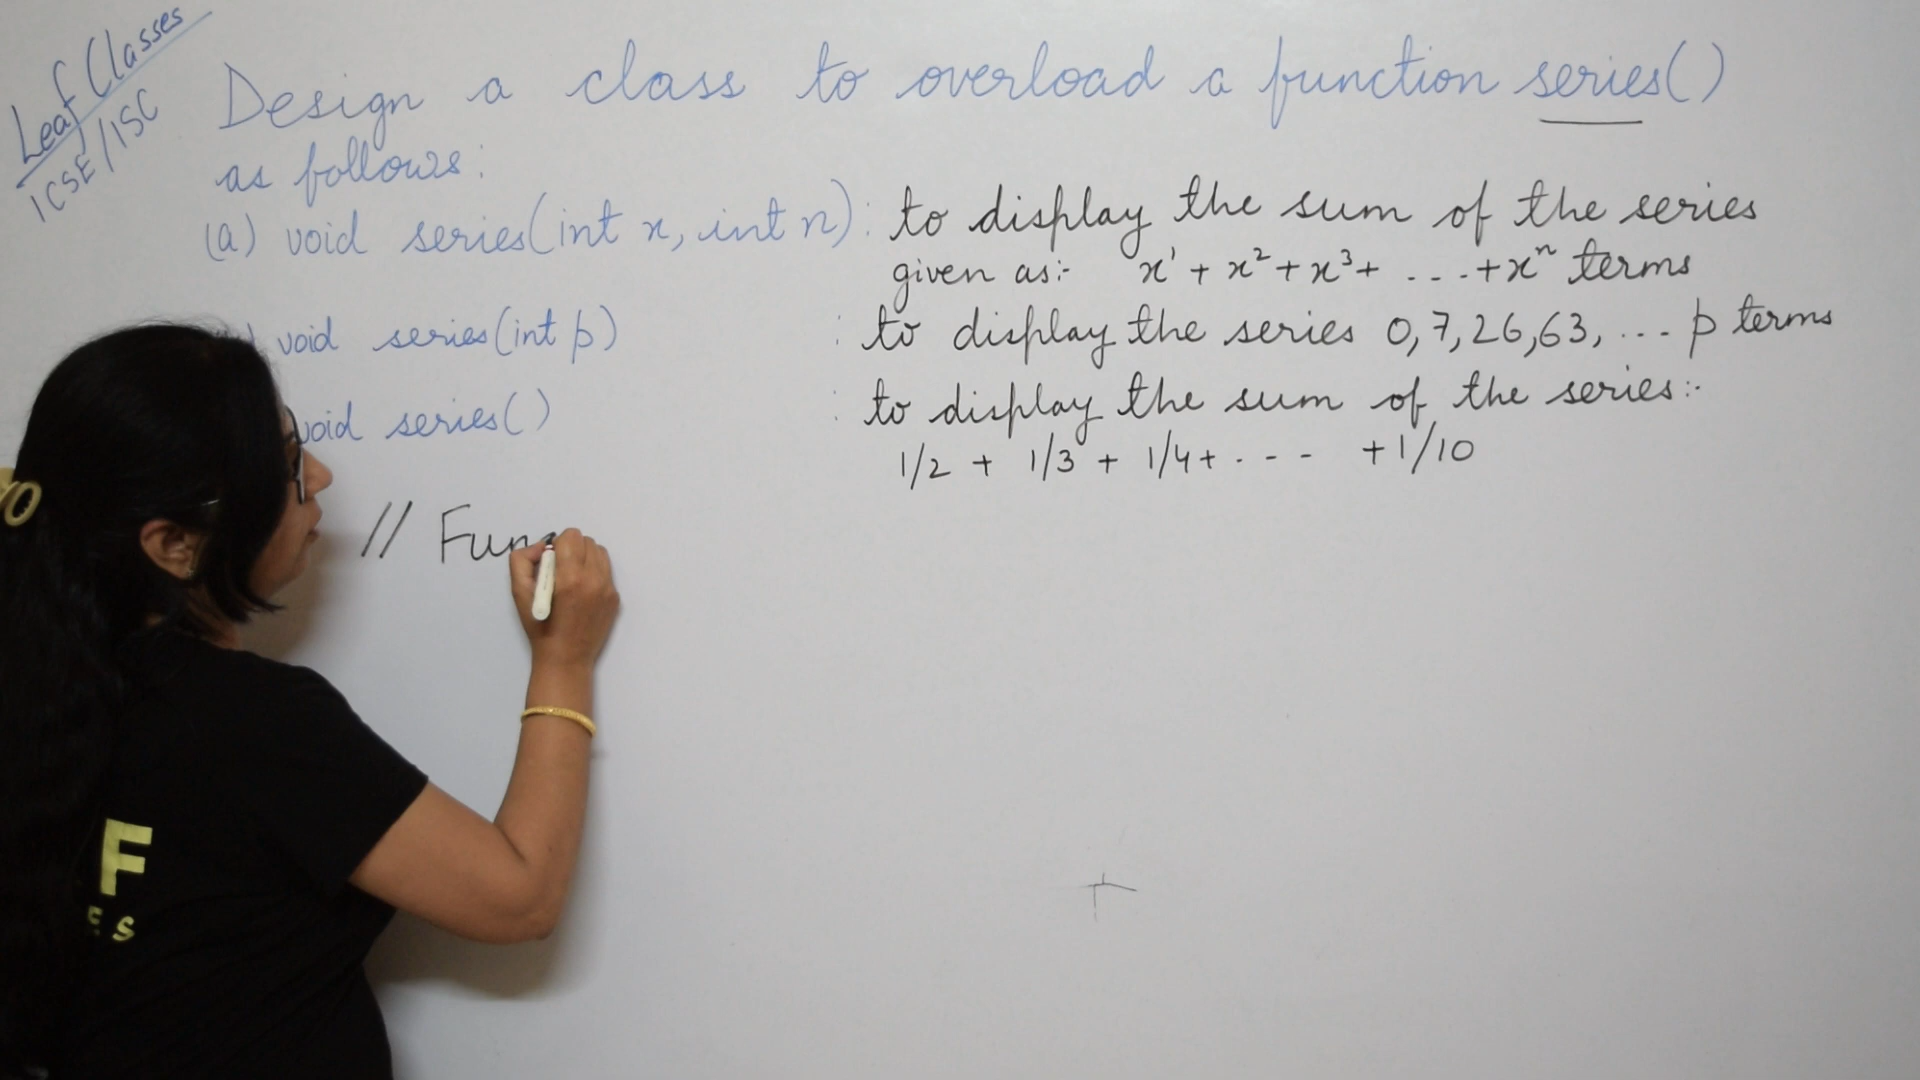 Leaf Classes
ICSE/ISC
Design a class to overload a function series()
as follows:
(a) void series(int x, int n): to display the sum of the series
given as:- x¹ + x² + x³ + ... + xⁿ terms
void series(int p) : to display the series 0,7,26,63, ... p terms
void series() : to display the sum of the series:-
1/2 + 1/3 + 1/4 + .--- +1/10
// Fun
F
S